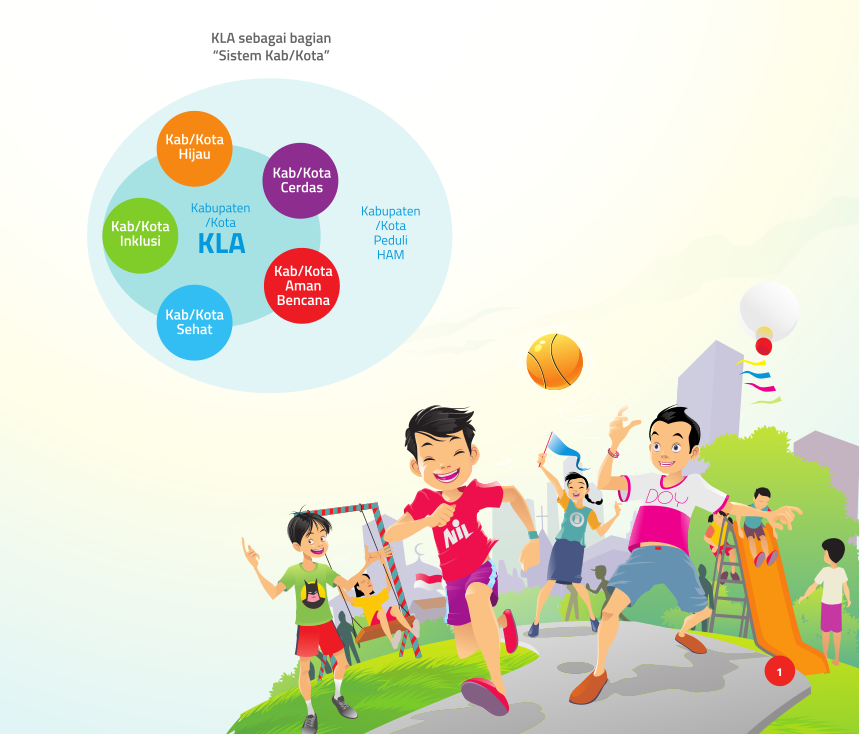 KLA sebagai bagian
“Sistem Kab/Kota”
Kab/Kota
Hijau
Kab/Kota
Cerdas
Kab/Kota
Inklusi
Kabupaten
/Kota
KLA
Kabupaten
/Kota
Peduli
HAM
Kab/Kota
Aman
Bencana
Kab/Kota
Sehat
NiL
DOY
1